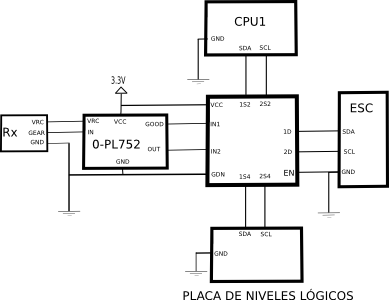 CPU1
GND
SDA SCL
3.3V
VCC 1S2 2S2
ESC
VRC VRC VCC GOOD IN1
Rx GEAR IN 1D SDA
GND 0-PL752
OUT IN2 2D SCL
GND
GDN 1S4 2S4 EN GND
SDA SCL
GND
PLACA DE NIVELES LÓGICOS